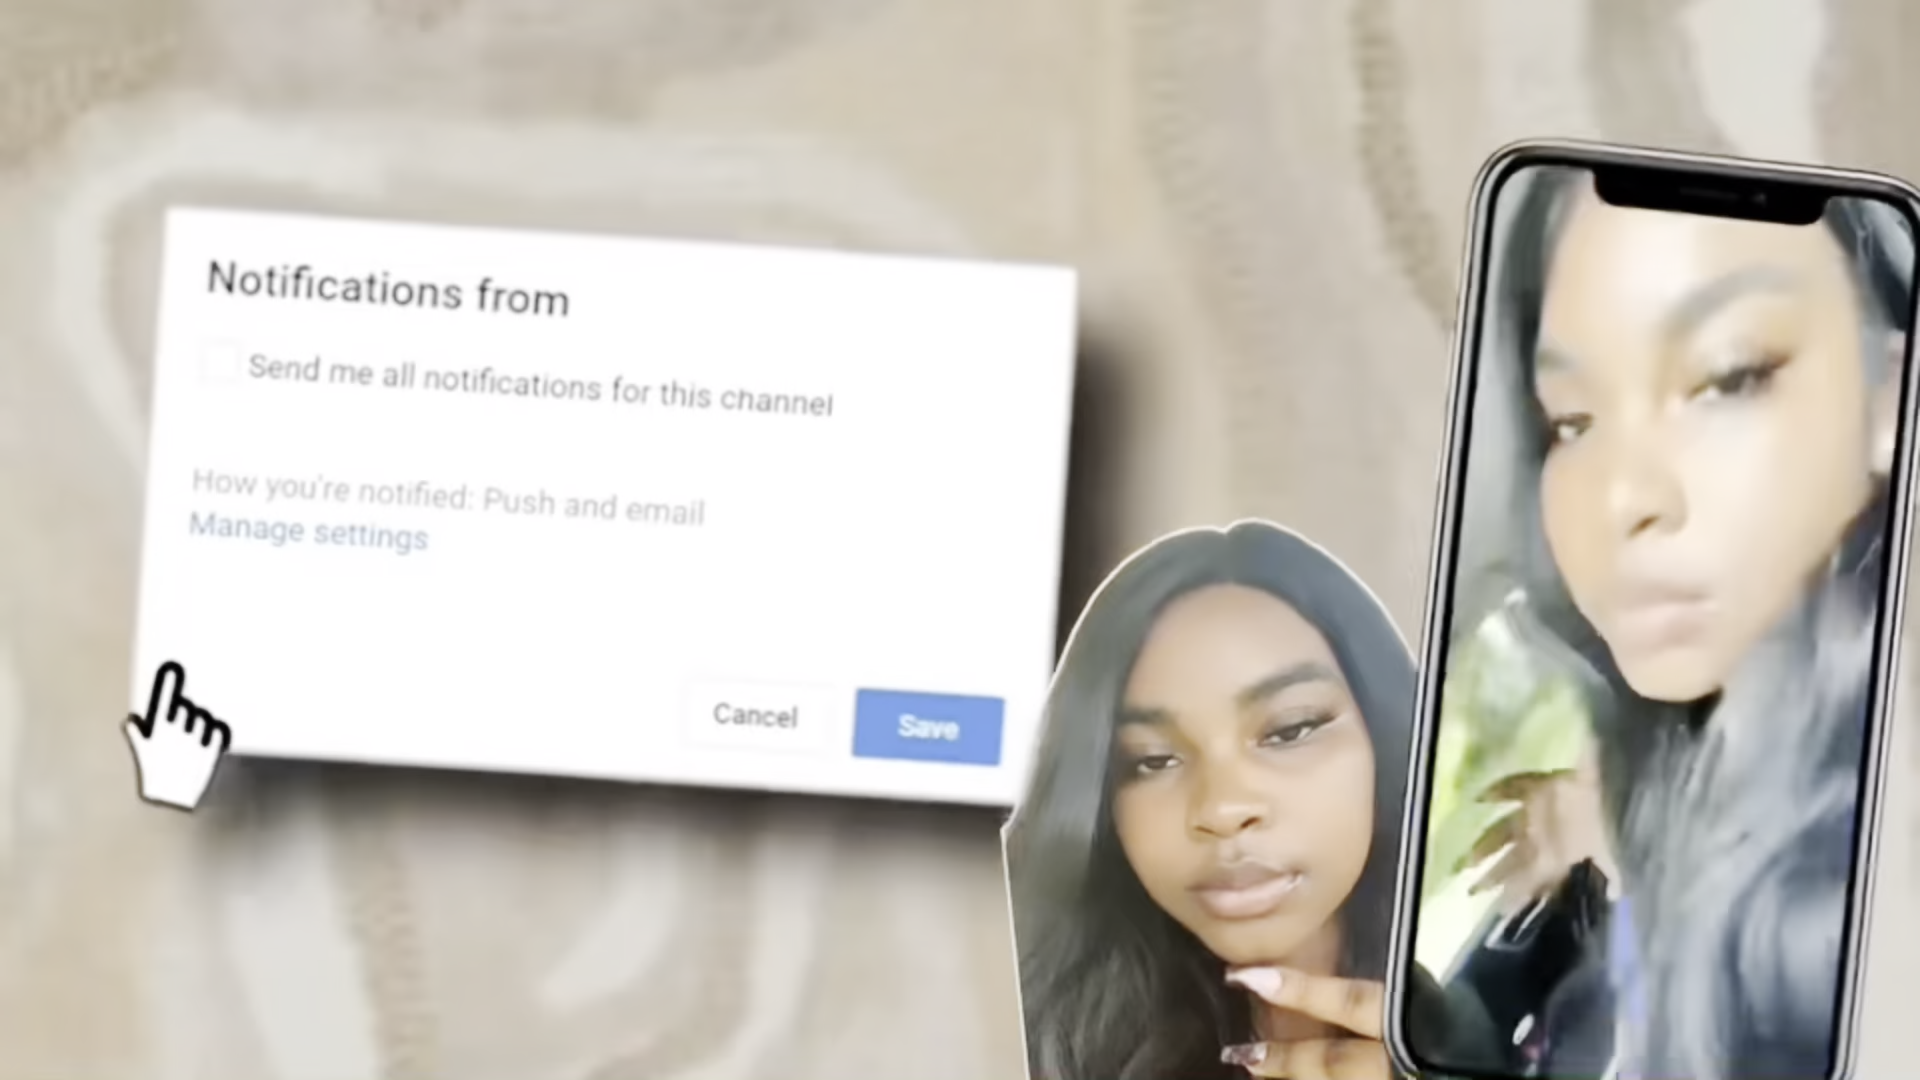 Notifications from
Send me all notifications for this channel
How you're notified: Push and email
Manage settings
Cancel
Save